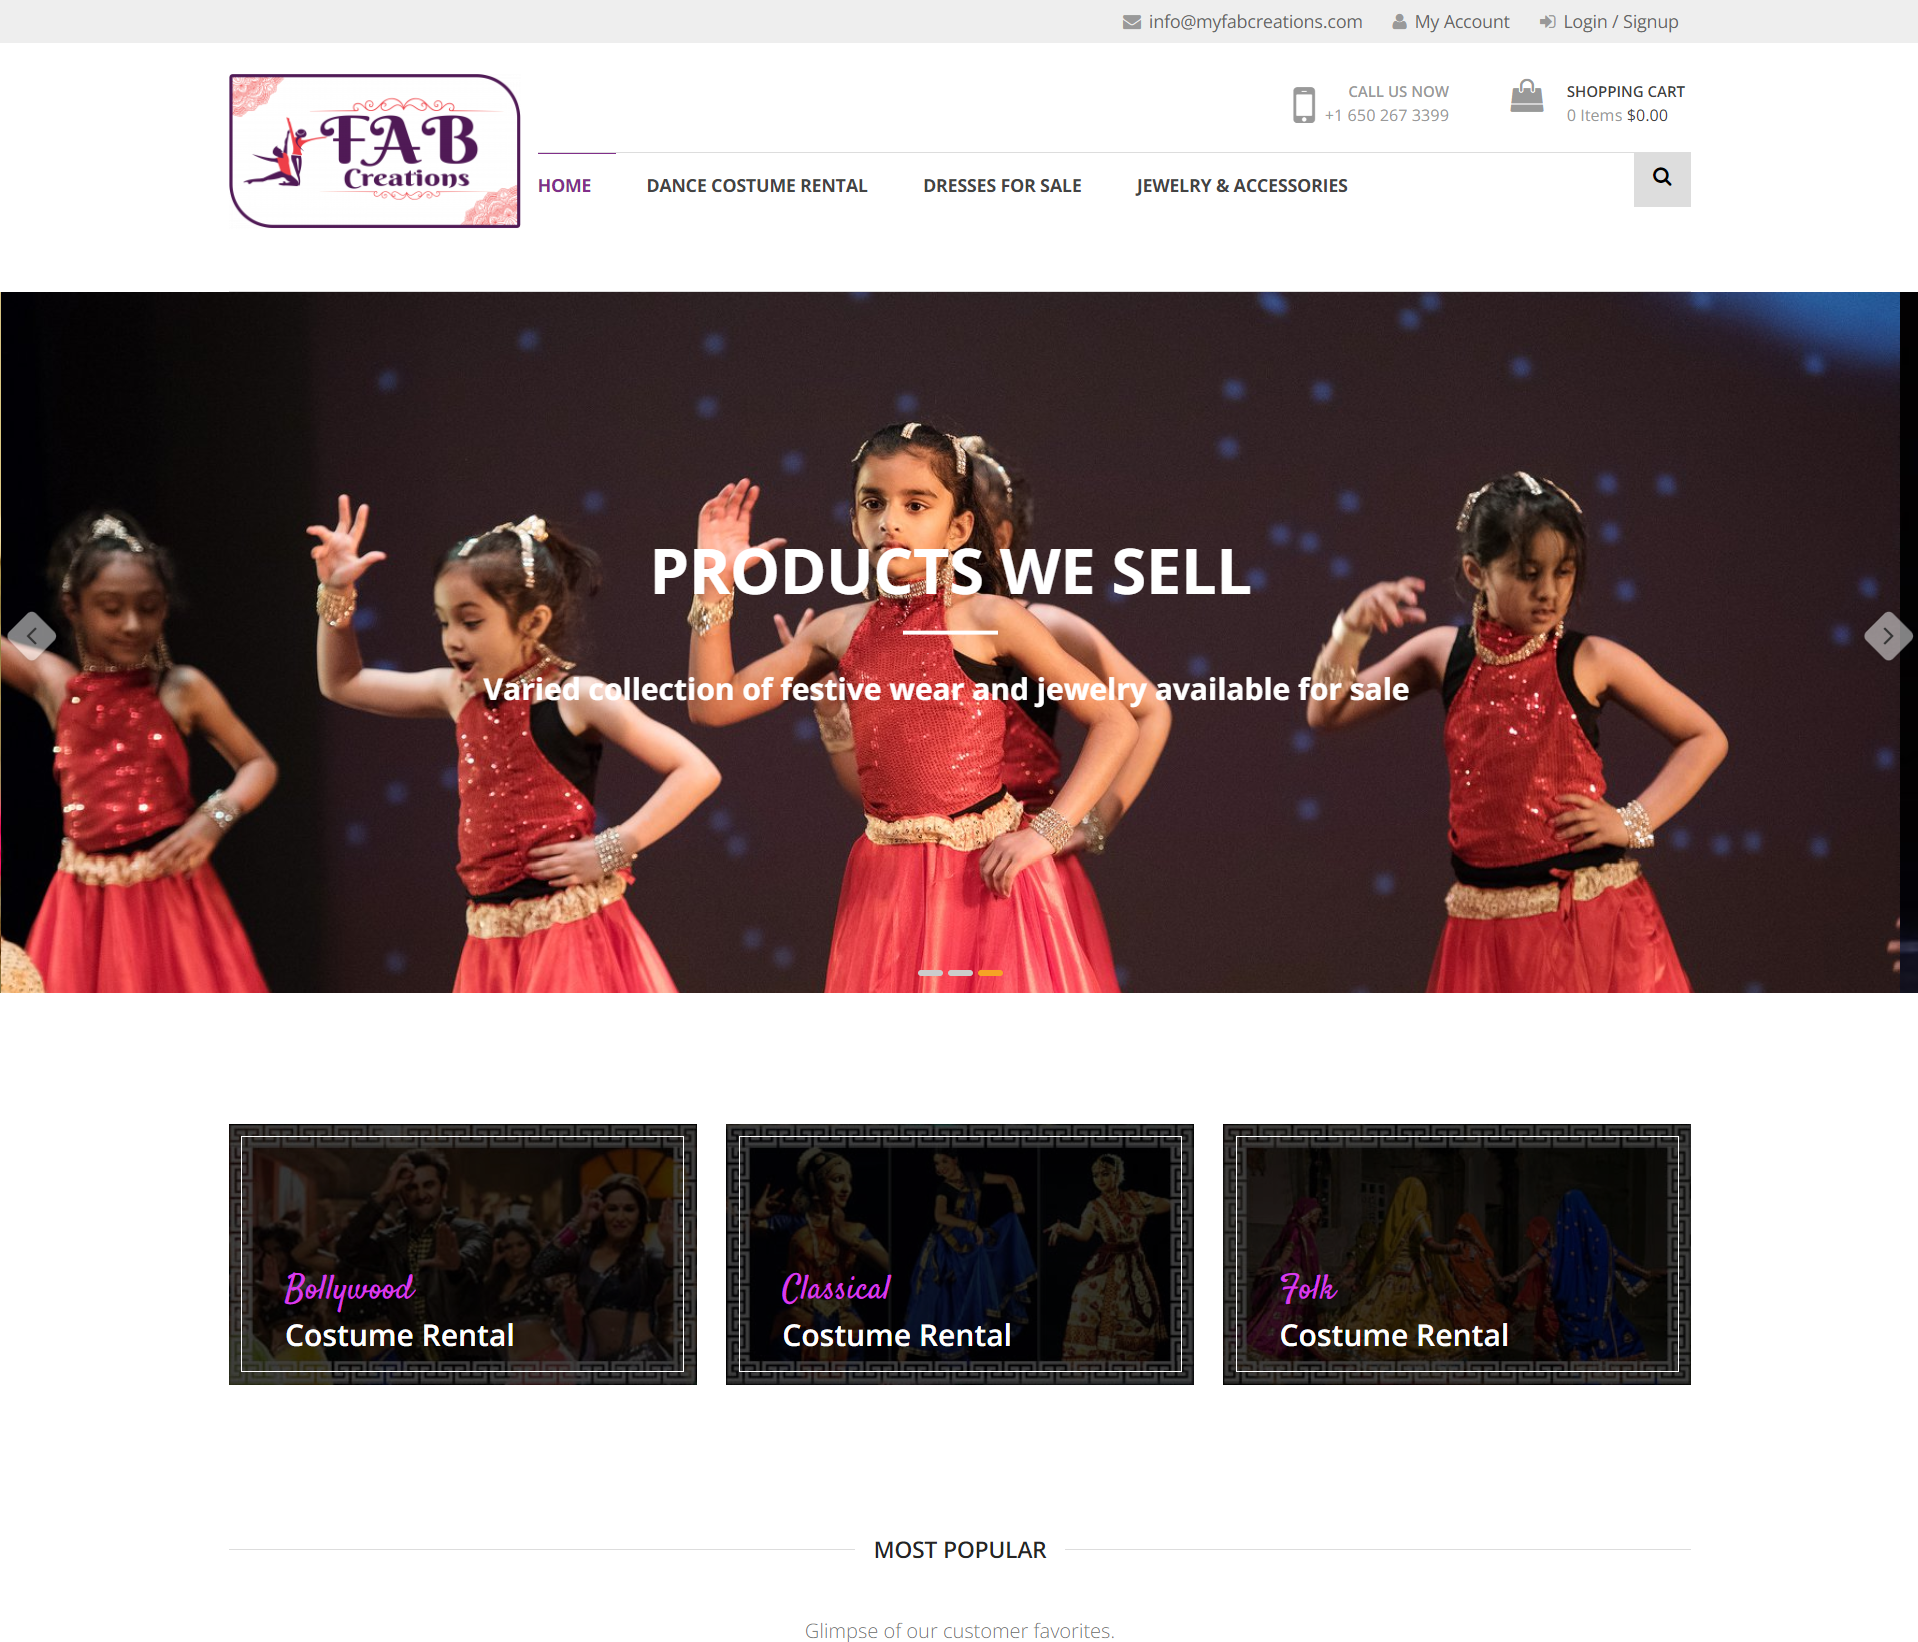 info@myfabcreations.com My Account Login / Signup
FAB
Creations
CALL US NOW
+1 650 267 3399
SHOPPING CART
0 Items $0.00
HOME DANCE COSTUME RENTAL DRESSES FOR SALE JEWELRY & ACCESSORIES
PRODUCTS WE SELL
Varied collection of festive wear and jewelry available for sale
Bollywood
Costume Rental
Classical
Costume Rental
Folk
Costume Rental
MOST POPULAR
Glimpse of our customer favorites.